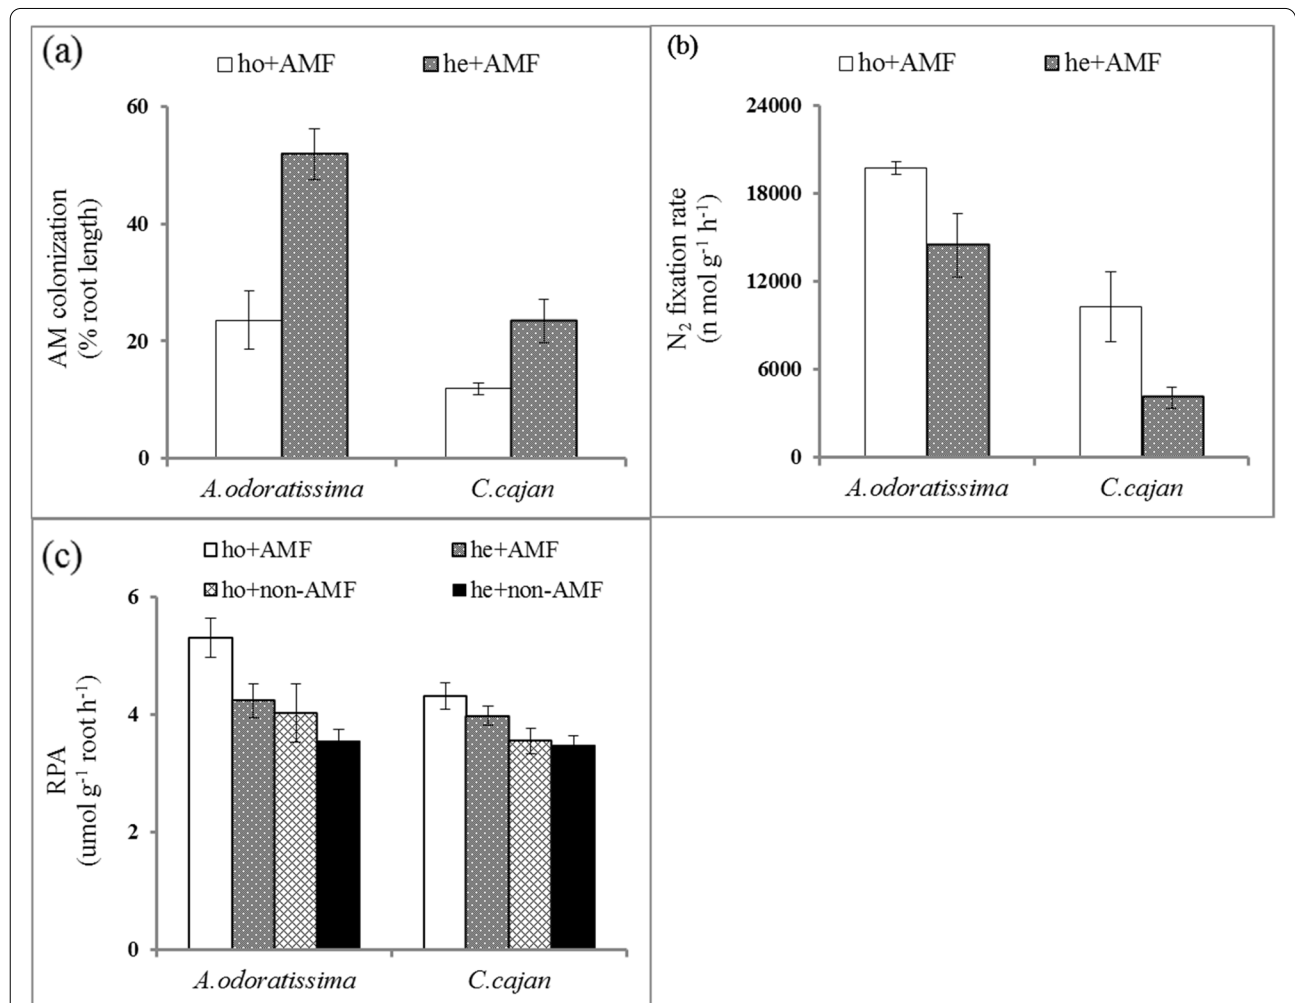 (a)
ho+AMF he+AMF
60
40
20
0
AM colonization
(% root length)
A.odoratissima C.cajan
(b)
ho+AMF he+AMF
24000
18000
12000
6000
0
N₂ fixation rate
(n mol g⁻¹ h⁻¹)
A.odoratissima C.cajan
(c)
ho+AMF he+AMF
ho+non-AMF he+non-AMF
6
4
2
0
RPA
(umol g⁻¹ root h⁻¹)
A.odoratissima C.cajan